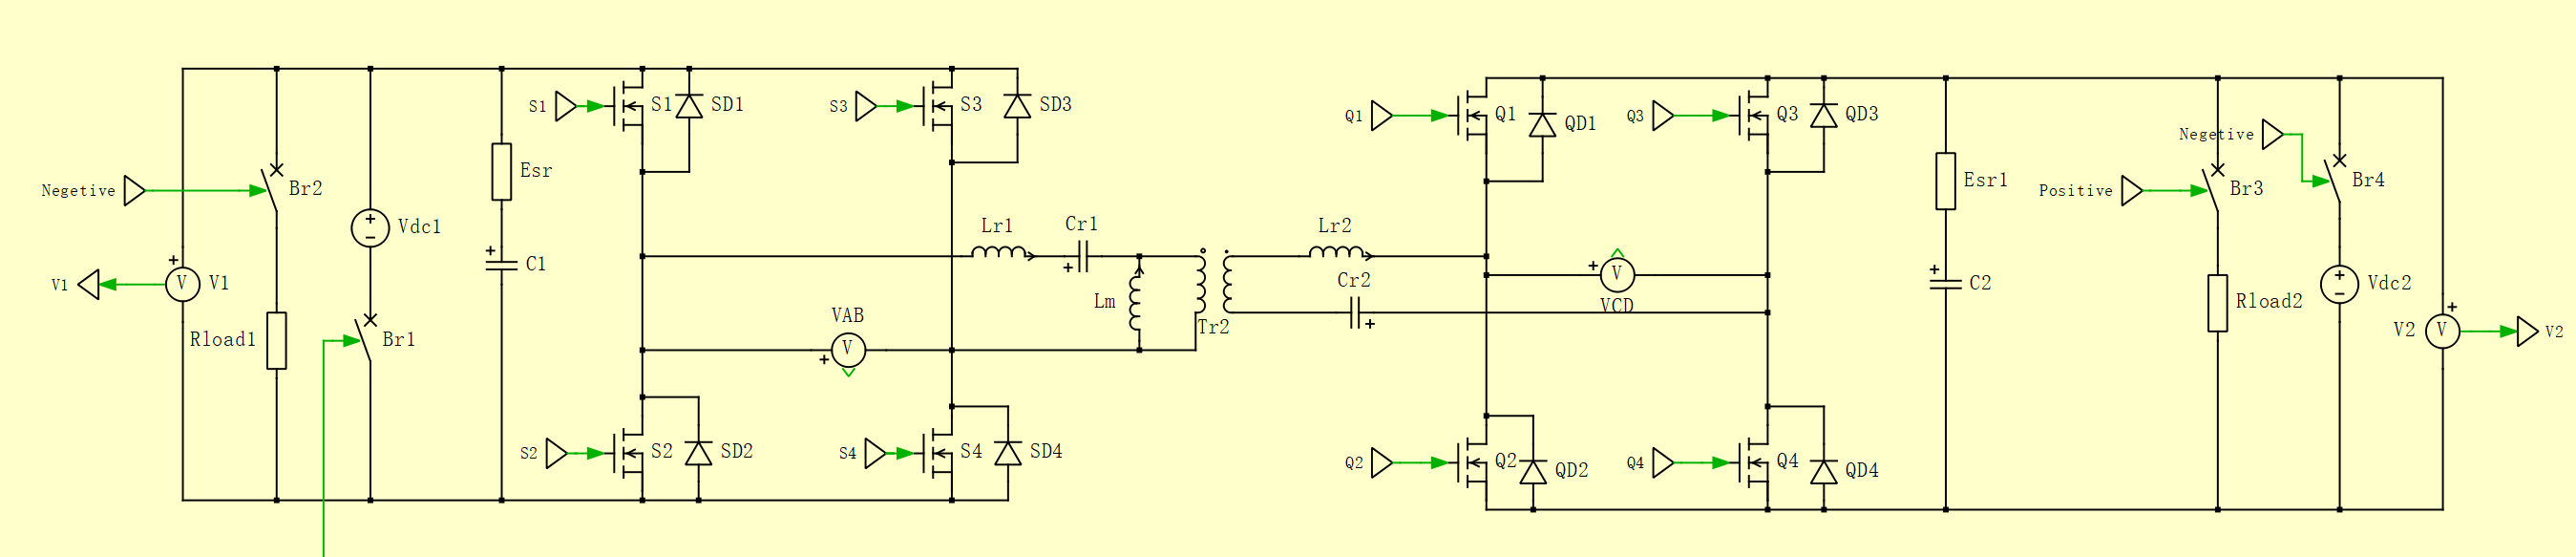 S1
S1
SD1
S3
S3
SD3
Q1
Q1
QD1
Q3
Q3
QD3
Negetive
Negetive
Br2
Esr
Esr1
Positive
Br3
Br4
Vdc1
Lr1
Cr1
Lr2
C1
V1
V
V1
Lm
Cr2
V
VCD
C2
Vdc2
Rload1
Br1
VAB
V
Tr2
Rload2
V2
V
V2
S2
S2
SD2
S4
S4
SD4
Q2
Q2
QD2
Q4
Q4
QD4